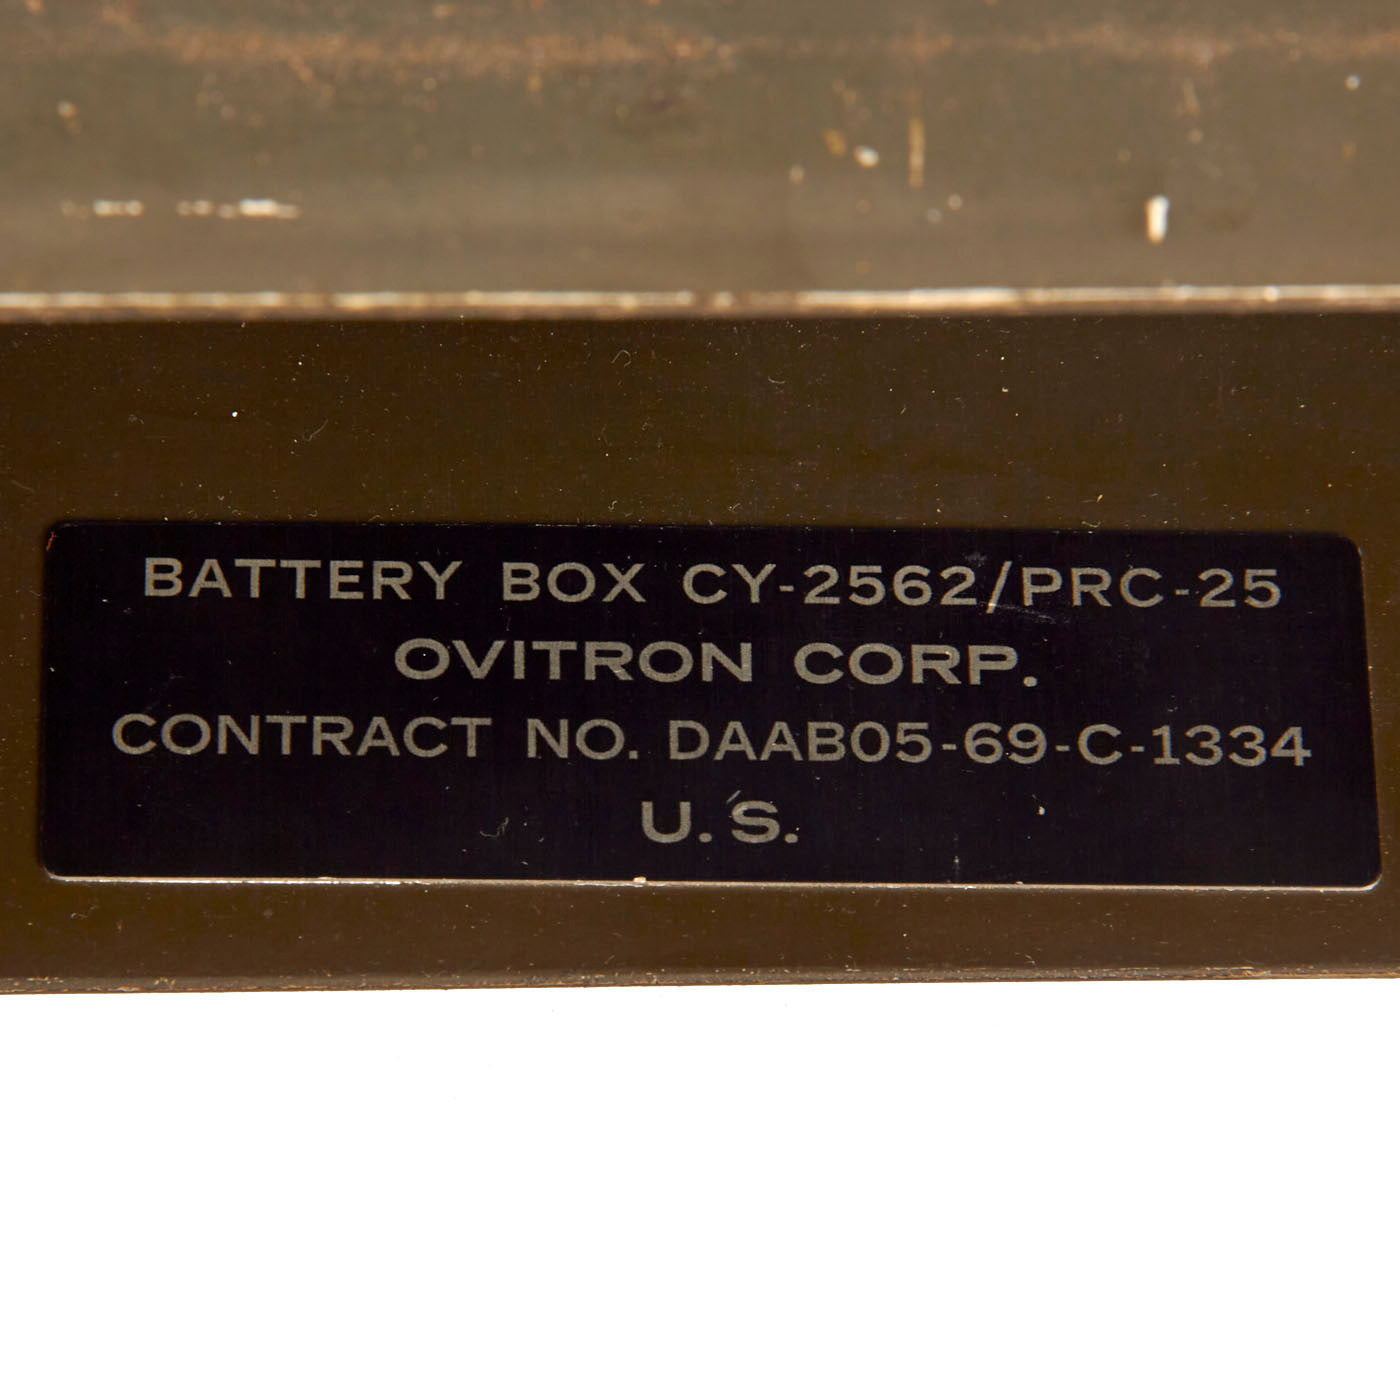 BATTERY BOX CY-2562/PRC-25
OVITRON CORP.
CONTRACT NO. DAAB05-69-C-1334
U.S.